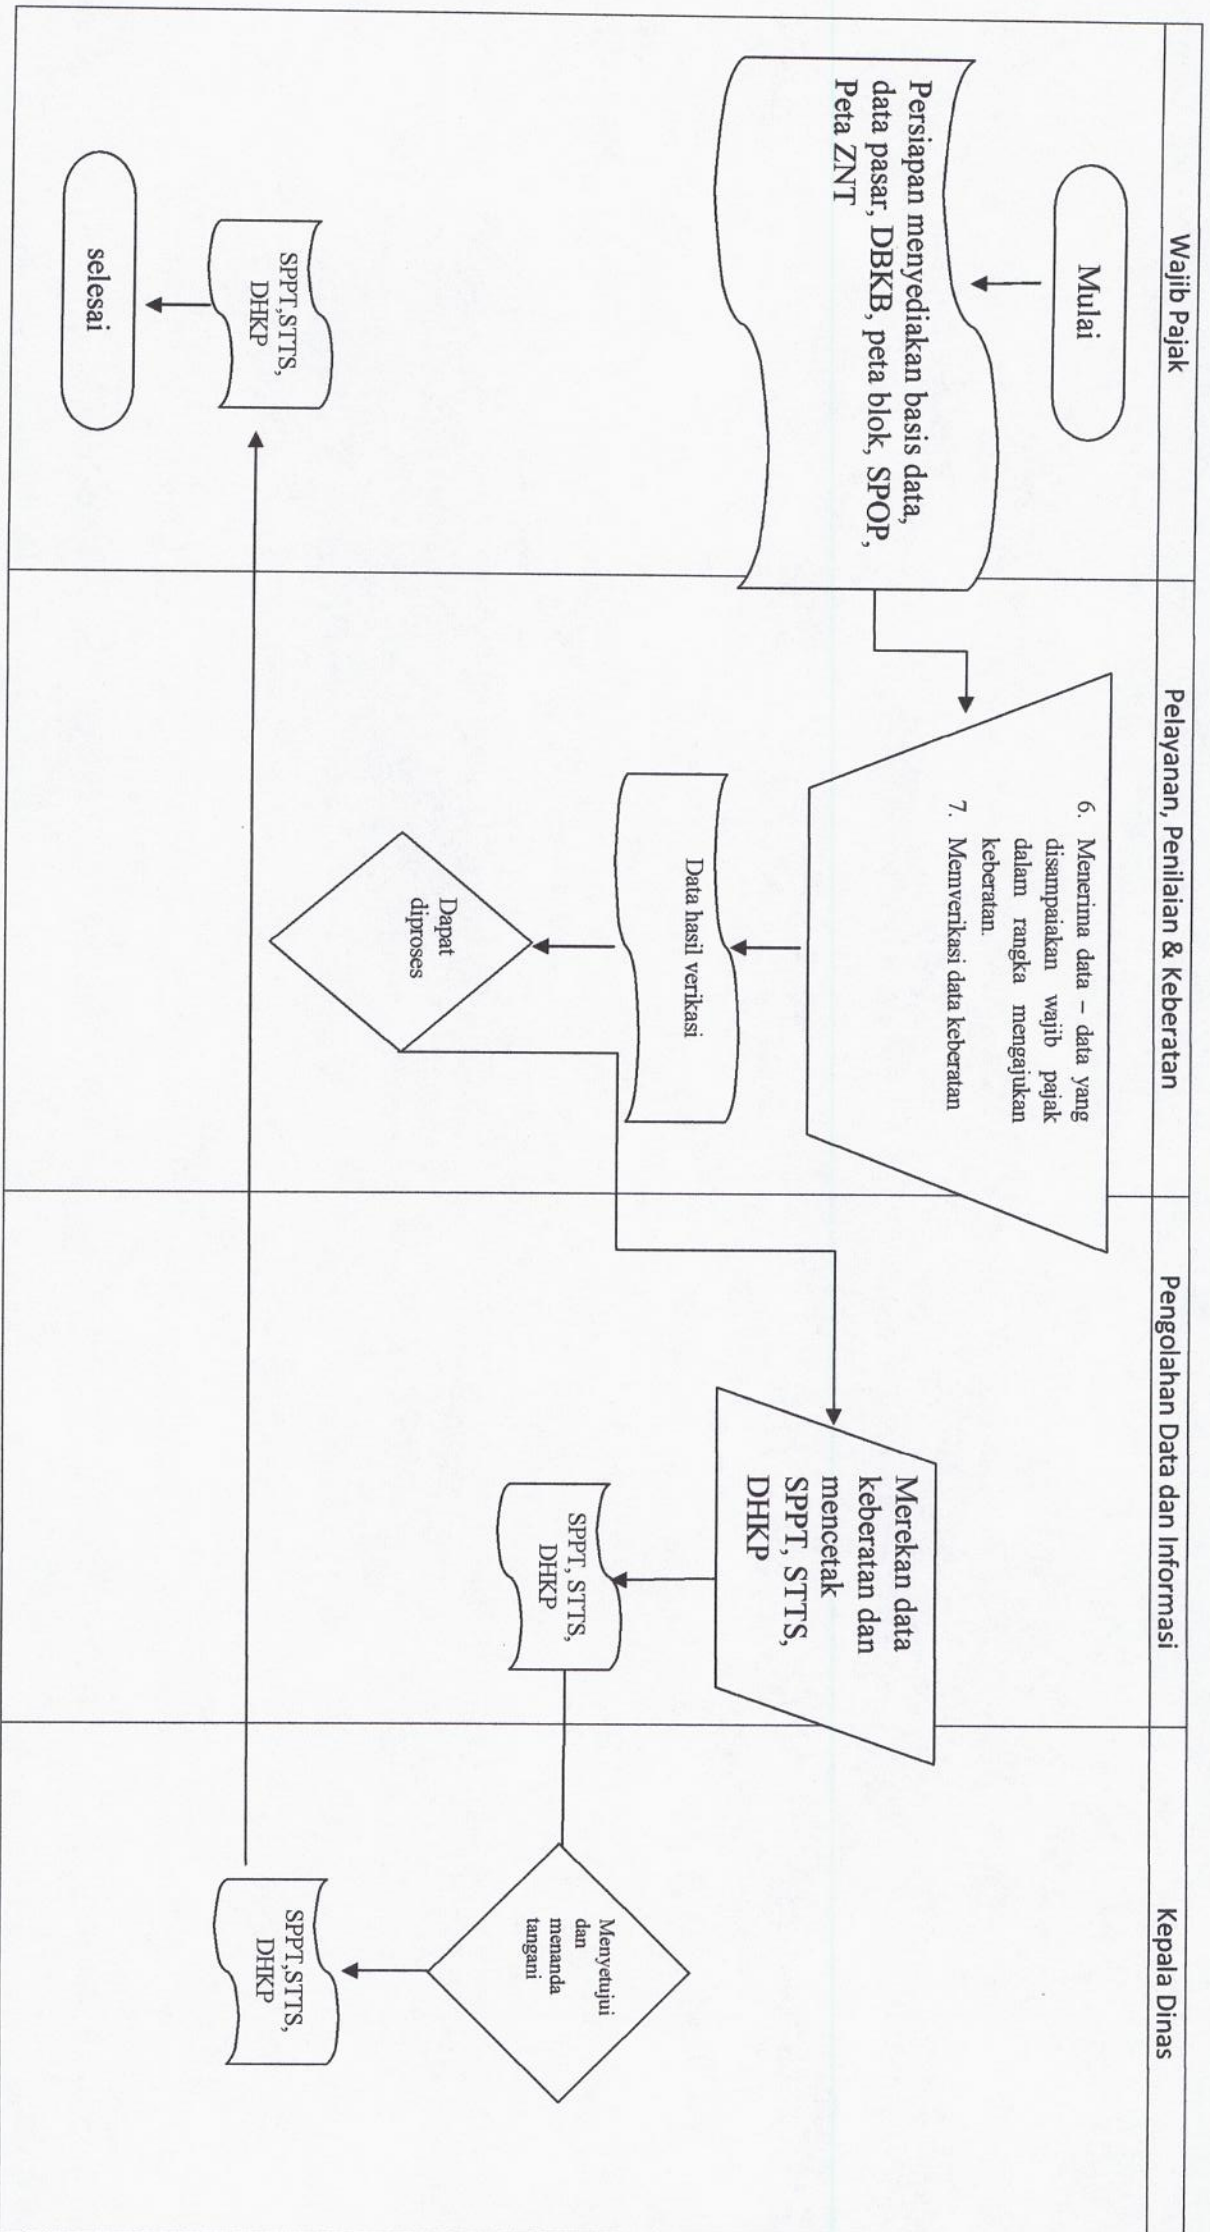 Wajib Pajak
Pelayanan, Penilaian & Keberatan
Pengolahan Data dan Informasi
Kepala Dinas
Mulai
Persiapan menyediakan basis data,
data pasar, DBKB, peta blok, SPOP,
Peta ZNT
6. Menerima data – data yang
disampaiakan wajib pajak
dalam rangka mengajukan
keberatan.
7. Memverikasi data keberatan
Data hasil verikasi
Dapat
diproses
Merekan data
keberatan dan
mencetak
SPPT, STTS,
DHKP
SPPT, STTS,
DHKP
Menyetujui
dan
menanda
tangani
SPPT,STTS,
DHKP
SPPT,STTS,
DHKP
selesai